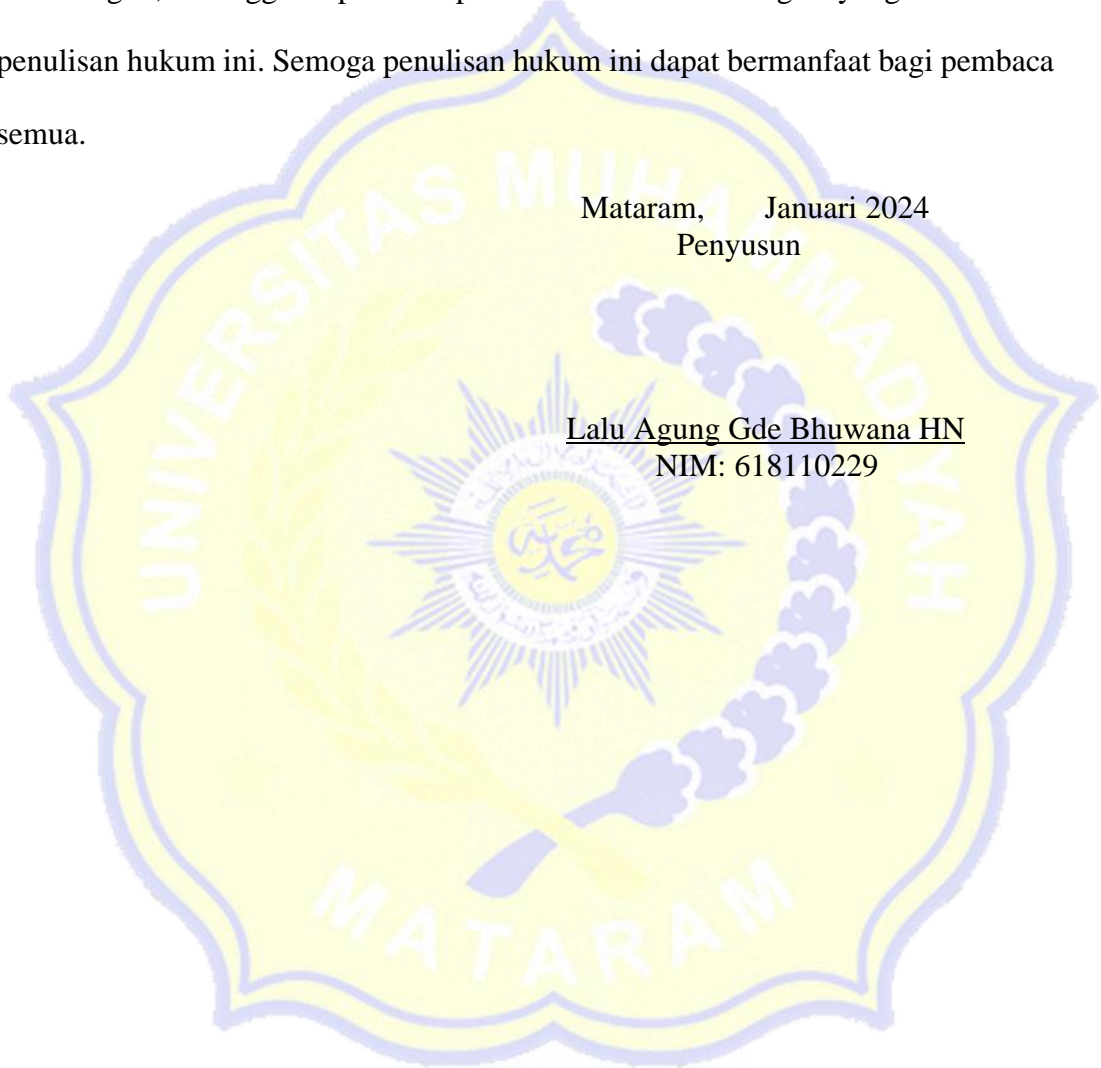 penulisan hukum ini. Semoga penulisan hukum ini dapat bermanfaat bagi pembaca
semua.
Mataram, Januari 2024
Penyusun
Lalu Agung Gde Bhuwana HN
NIM: 618110229
UNIVERSITAS MUHAMMADIYAH
MATARAM